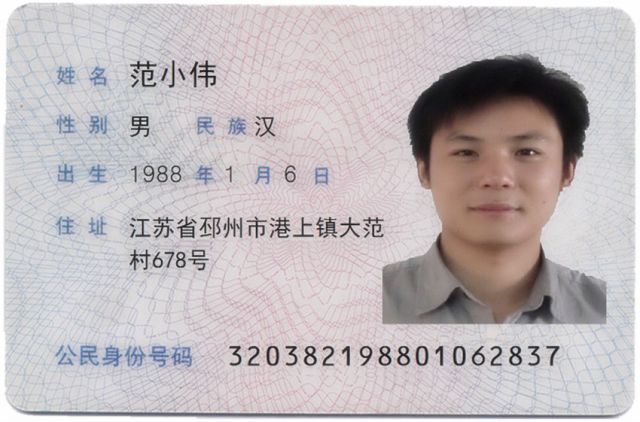 姓名 范小伟
性别 男 民族 汉
出生 1988 年 1 月 6 日
住址 江苏省邳州市港上镇大范
村678号
公民身份号码 320382198801062837